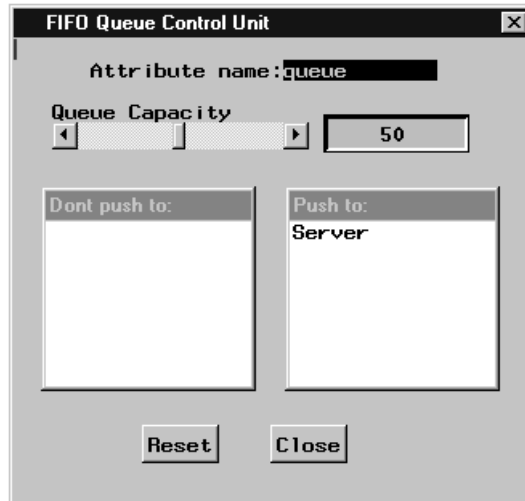 FIFO Queue Control Unit
Attribute name:queue
Queue Capacity
50
Dont push to:
Push to:
Server
Reset
Close